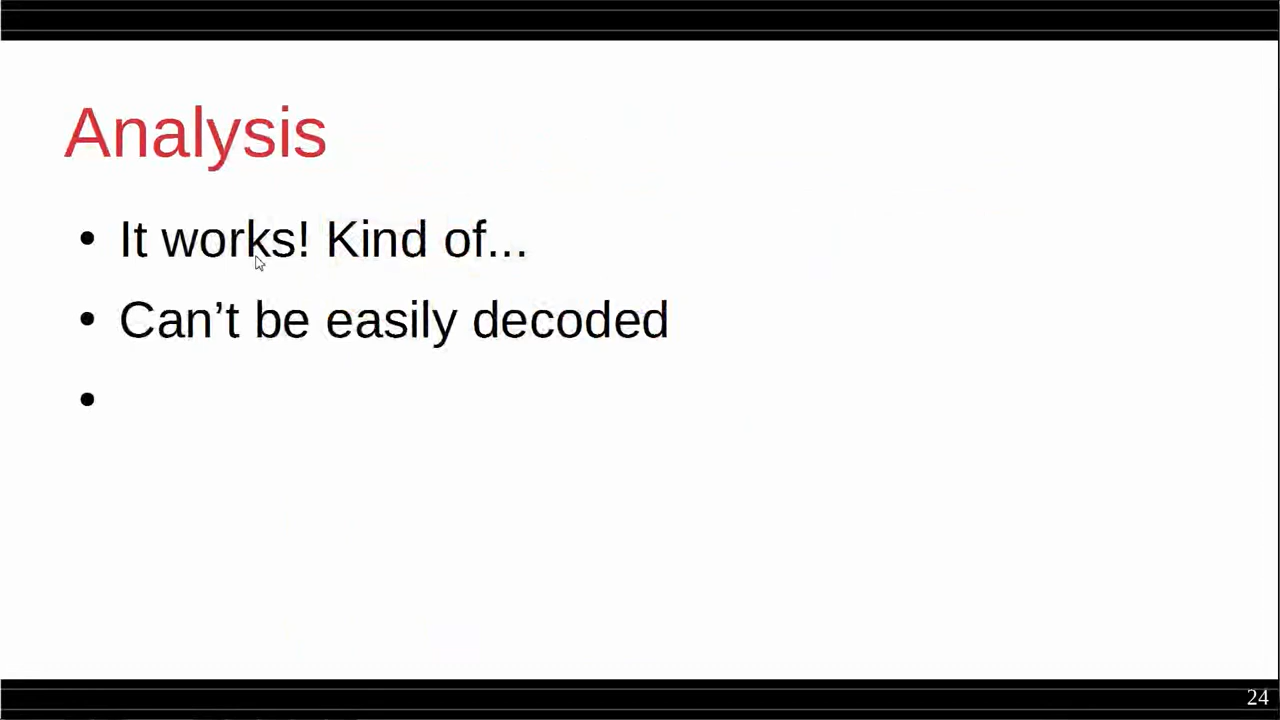 Analysis
• It works! Kind of...
• Can’t be easily decoded
•
24